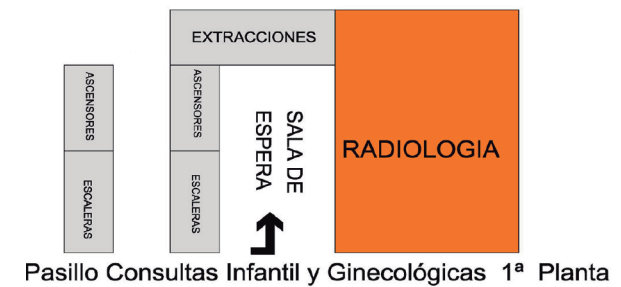 EXTRACCIONES
ASCENSORES
ESCALERAS
ASCENSORES
ESCALERAS
SALA DE
ESPERA
RADIOLOGIA
Pasillo Consultas Infantil y Ginecológicas 1ª Planta